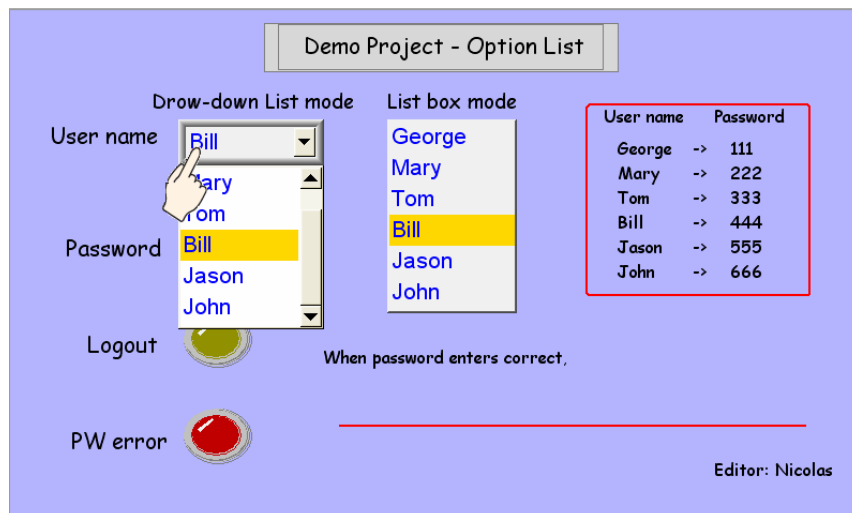 Demo Project - Option List
Drow-down List mode
List box mode
User name
Bill
Mary
Tom
Bill
Jason
John
George
Mary
Tom
Bill
Jason
John
User name Password
George -> 111
Mary -> 222
Tom -> 333
Bill -> 444
Jason -> 555
John -> 666
Password
Logout
When password enters correct,
PW error
Editor: Nicolas